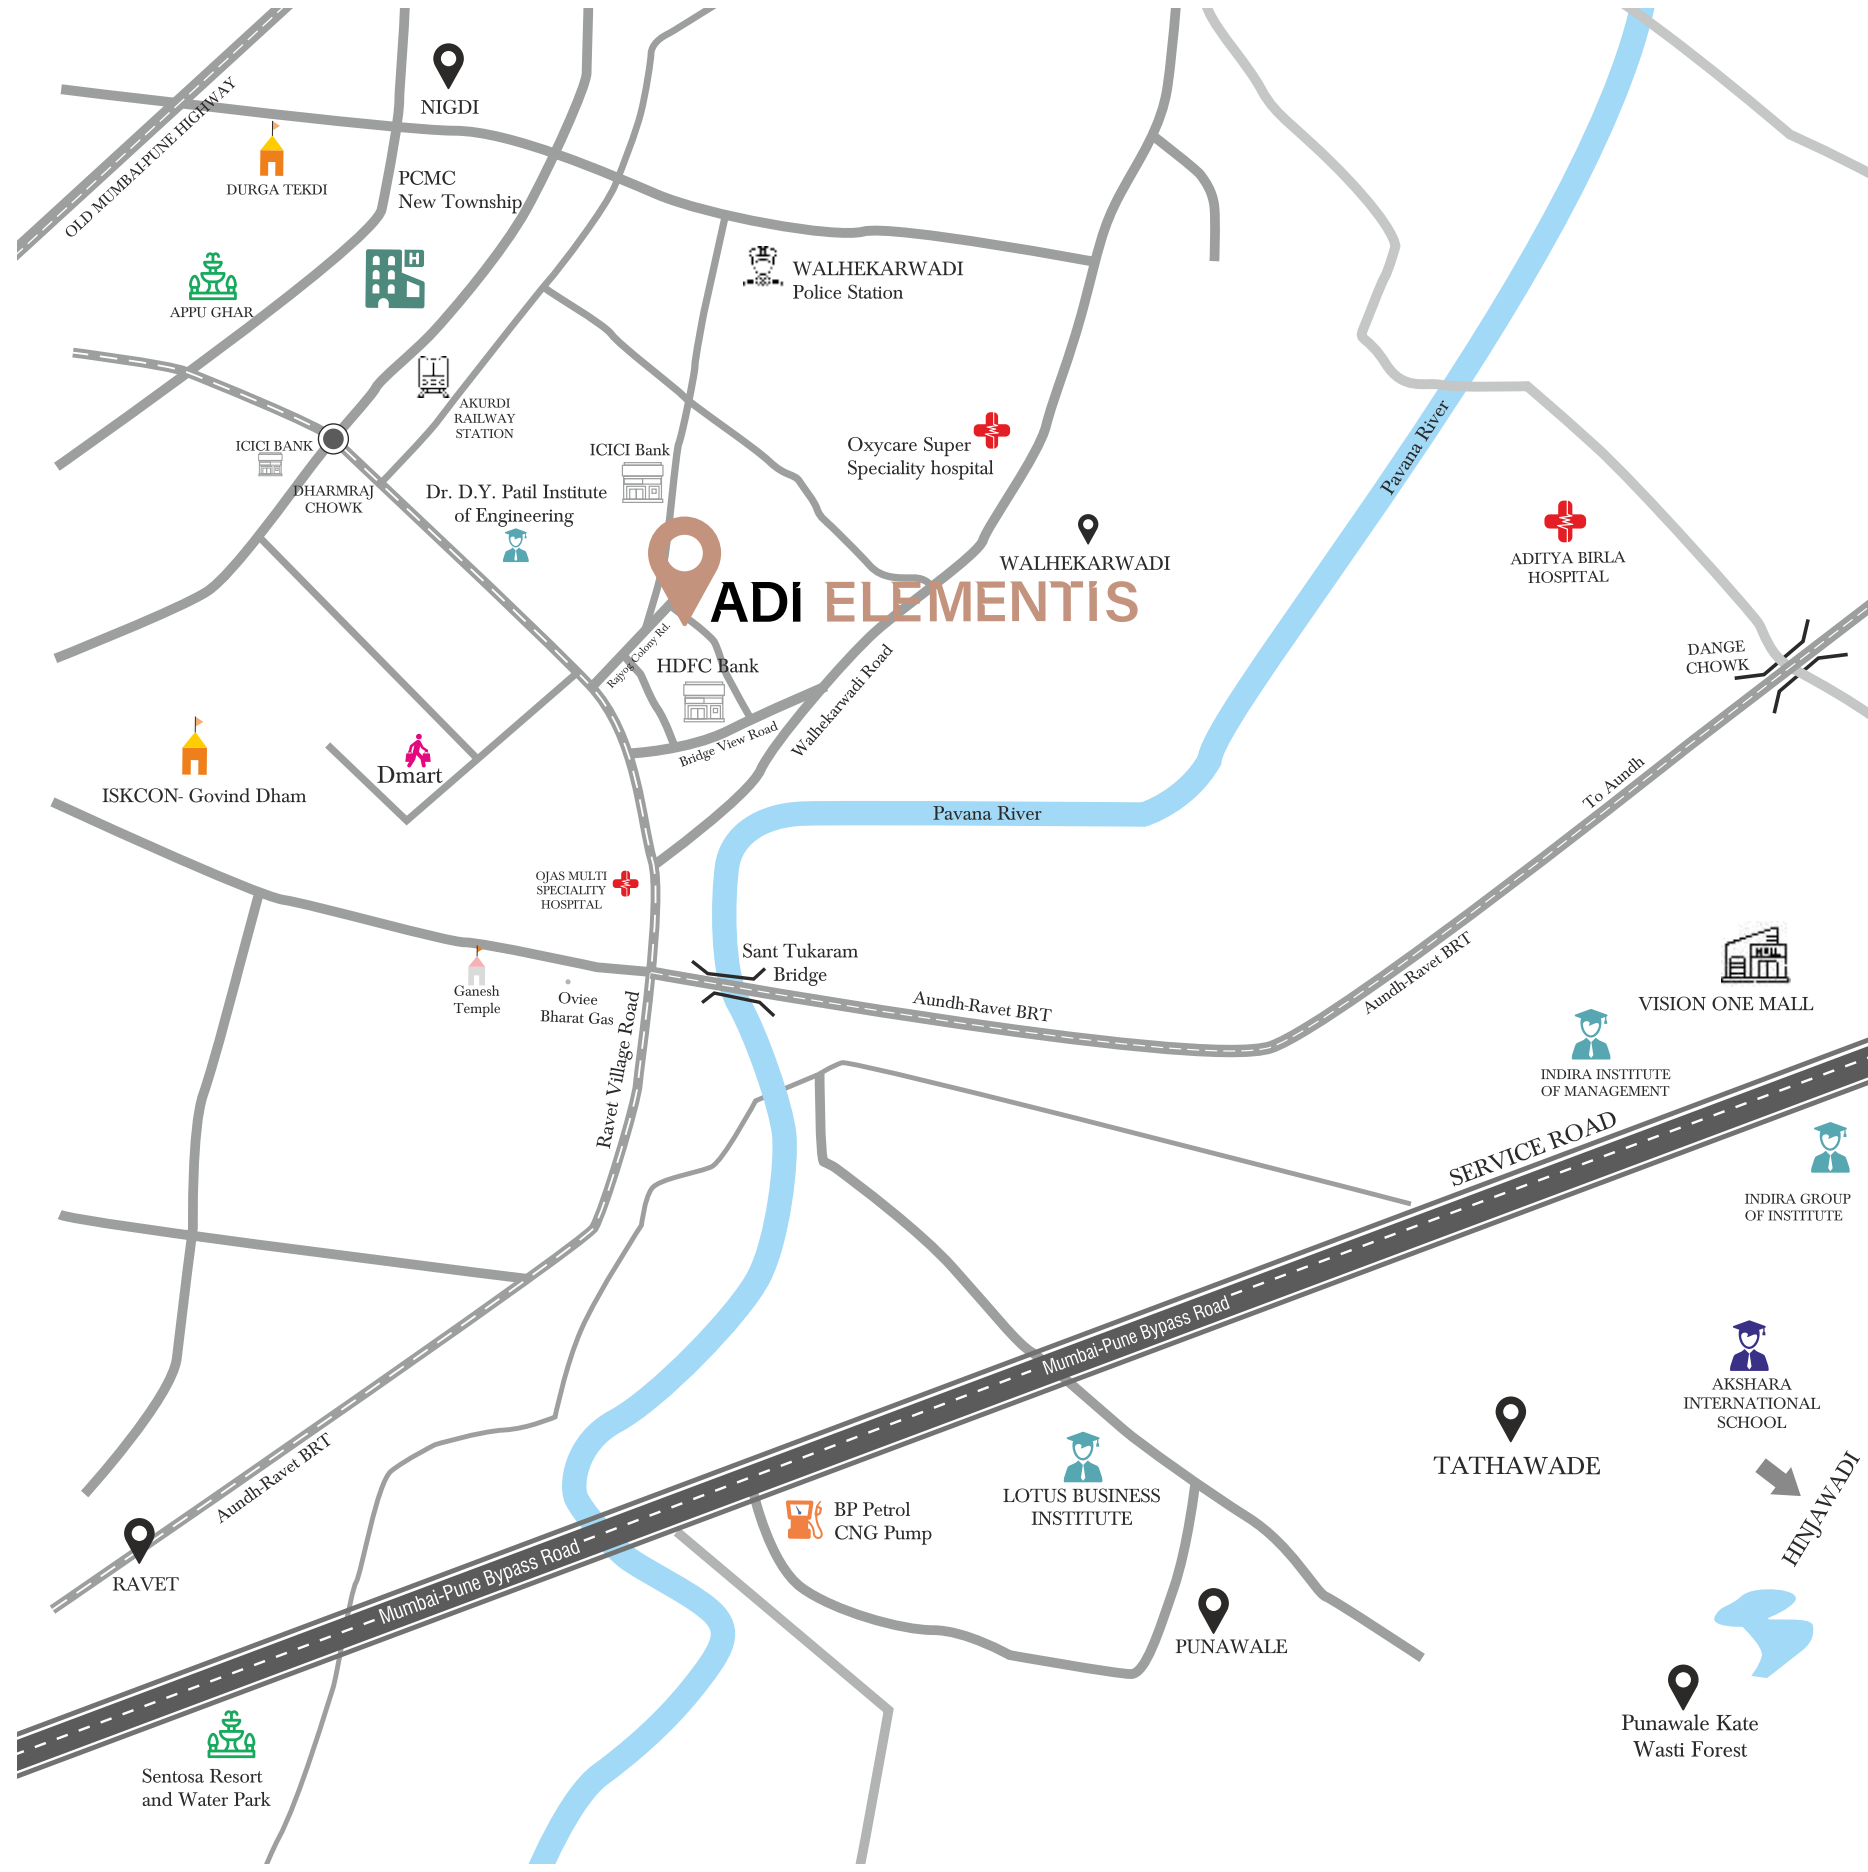 NIGDI
OLD MUMBAI-PUNE HIGHWAY
DURGA TEKDI
PCMC
New Township
H
APPU GHAR
WALHEKARWADI
Police Station
AKURDI
RAILWAY
STATION
ICICI BANK
DHARMRAJ
CHOWK
ICICI Bank
Dr. D.Y. Patil Institute
of Engineering
Oxycare Super
Speciality hospital
Pavana River
WALHEKARWADI
ADITYA BIRLA
HOSPITAL
ADI ELEMENTIS
Rajyog Colony Rd.
HDFC Bank
Bridge View Road
Walhekarwadi Road
DANGE
CHOWK
ISKCON- Govind Dham
Dmart
Pavana River
To Aundh
OJAS MULTI
SPECIALITY
HOSPITAL
Sant Tukaram
Bridge
Ganesh
Temple
Oviee
Bharat Gas
Ravet Village Road
Aundh-Ravet BRT
Aundh-Ravet BRT
MALL
VISION ONE MALL
INDIRA INSTITUTE
OF MANAGEMENT
SERVICE ROAD
INDIRA GROUP
OF INSTITUTE
Mumbai-Pune Bypass Road
AKSHARA
INTERNATIONAL
SCHOOL
TATHAWADE
HINJAWADI
Aundh-Ravet BRT
LOTUS BUSINESS
INSTITUTE
BP Petrol
CNG Pump
RAVET
Mumbai-Pune Bypass Road
PUNAWALE
Punawale Kate
Wasti Forest
Sentosa Resort
and Water Park